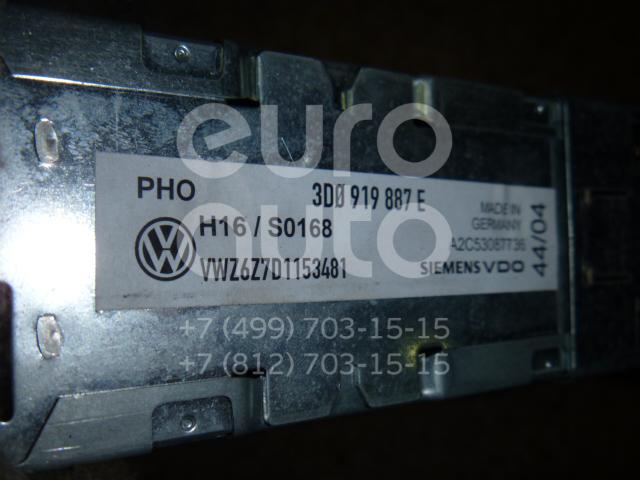 euro
auto
PHO
3D0 919 887 E
H16 / S0168
VWZ6Z7D1153481
MADE IN
GERMANY
A2C53087736
SIEMENS VDO
44/04
+7 (499) 703-15-15
+7 (812) 703-15-15